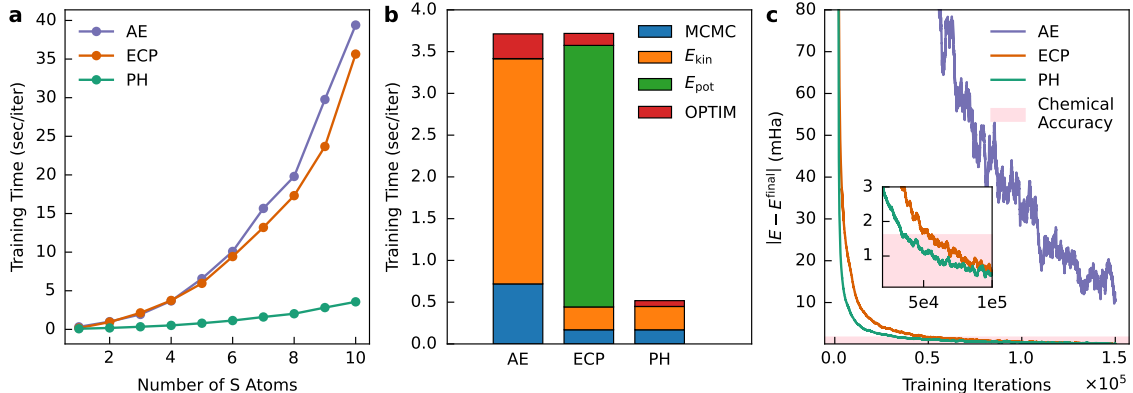 a
Training Time (sec/iter)
40
35
30
25
20
15
10
5
0
AE
ECP
PH
2
4
6
8
10
Number of S Atoms
b
Training Time (sec/iter)
4.0
3.5
3.0
2.5
2.0
1.5
1.0
0.5
0.0
MCMC
E_kin
E_pot
OPTIM
AE
ECP
PH
c
|E − E^final| (mHa)
80
70
60
50
40
30
20
10
AE
ECP
PH
Chemical
Accuracy
3
2
1
5e4
1e5
0.0
0.5
1.0
1.5
Training Iterations
×10⁵